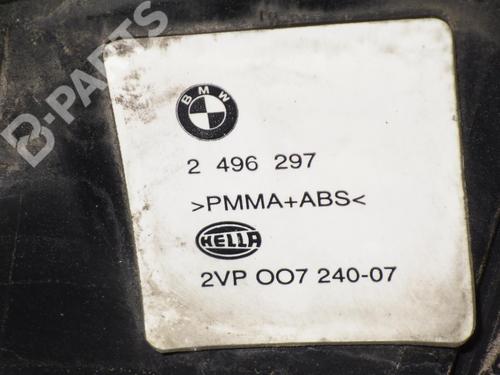 B-PARTS
BMW
2 496 297
>PMMA+ABS<
HELLA
2VP 007 240-07